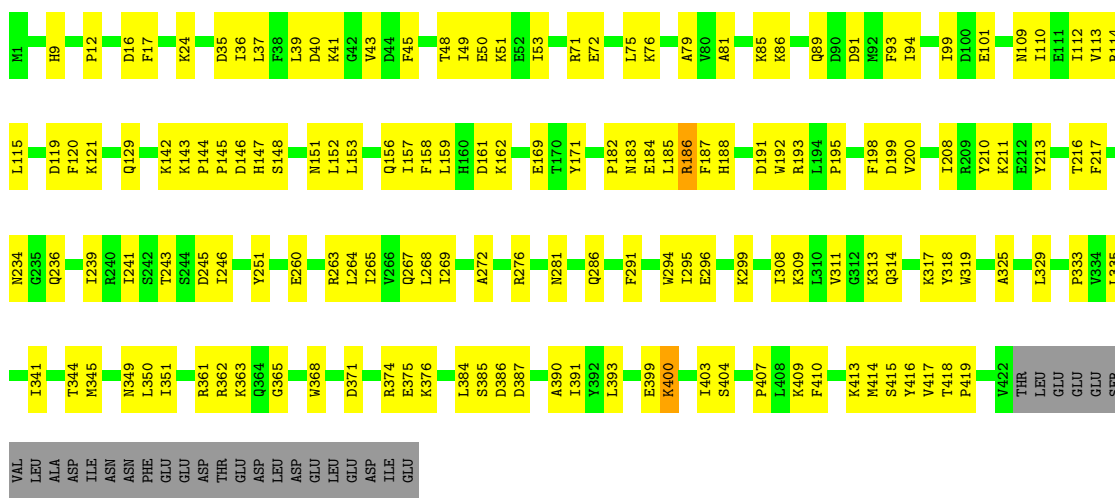 M1 H9 P12 D16 F17 K24 D35 I36 L37 F38 L39 D40 K41 G42 V43 D44 F45 T48 I49 E50 K51 E52 I53 R71 E72 L75 K76 A79 V80 A81 K85 K86 Q89 D90 D91 M92 F93 I94 I99 D100 E101 N109 I110 E111 I112 V113
L115 D119 F120 K121 Q129 K142 K143 P144 P145 D146 H147 S148 N151 L152 L153 Q156 I157 F158 L159 H160 D161 K162 E169 T170 Y171 P182 N183 E184 L185 R186 F187 H188 D191 W192 R193 L194 P195 F198 D199 V200 I208 R209 Y210 K211 E212 Y213 T216 F217
N234 G235 Q236 I239 R240 I241 S242 T243 S244 D245 I246 Y251 E260 R263 L264 I265 V266 Q267 L268 I269 A272 R276 N281 Q286 F291 W294 I295 E296 K299 I308 K309 L310 V311 G312 K313 Q314 K317 Y318 W319 A325 L329 P333 V334 L335
I341 T344 M345 N349 L350 I351 R361 R362 K363 Q364 G365 W368 D371 R374 E375 K376 L384 S385 D386 D387 A390 I391 Y392 L393 E399 K400 I403 S404 P407 L408 K409 F410 K413 M414 S415 Y416 V417 T418 P419 V422 THR LEU GLU GLU GLU SER
VAL LEU ALA ASP ILE ASN ASN PHE GLU GLU ASP THR GLU ASP LEU ASP GLU LEU GLU ASP ILE GLU